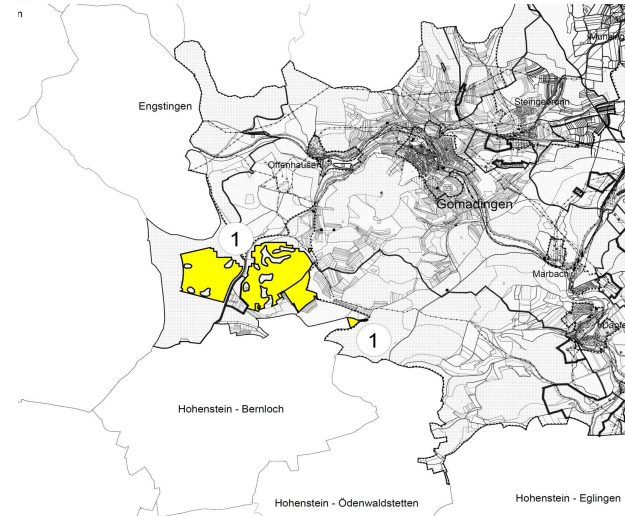 Engstingen
Steingebronn
Offenhausen
Gomadingen
1
Marbach
1
Hohenstein - Bernloch
Hohenstein - Ödenwaldstetten
Hohenstein - Eglingen